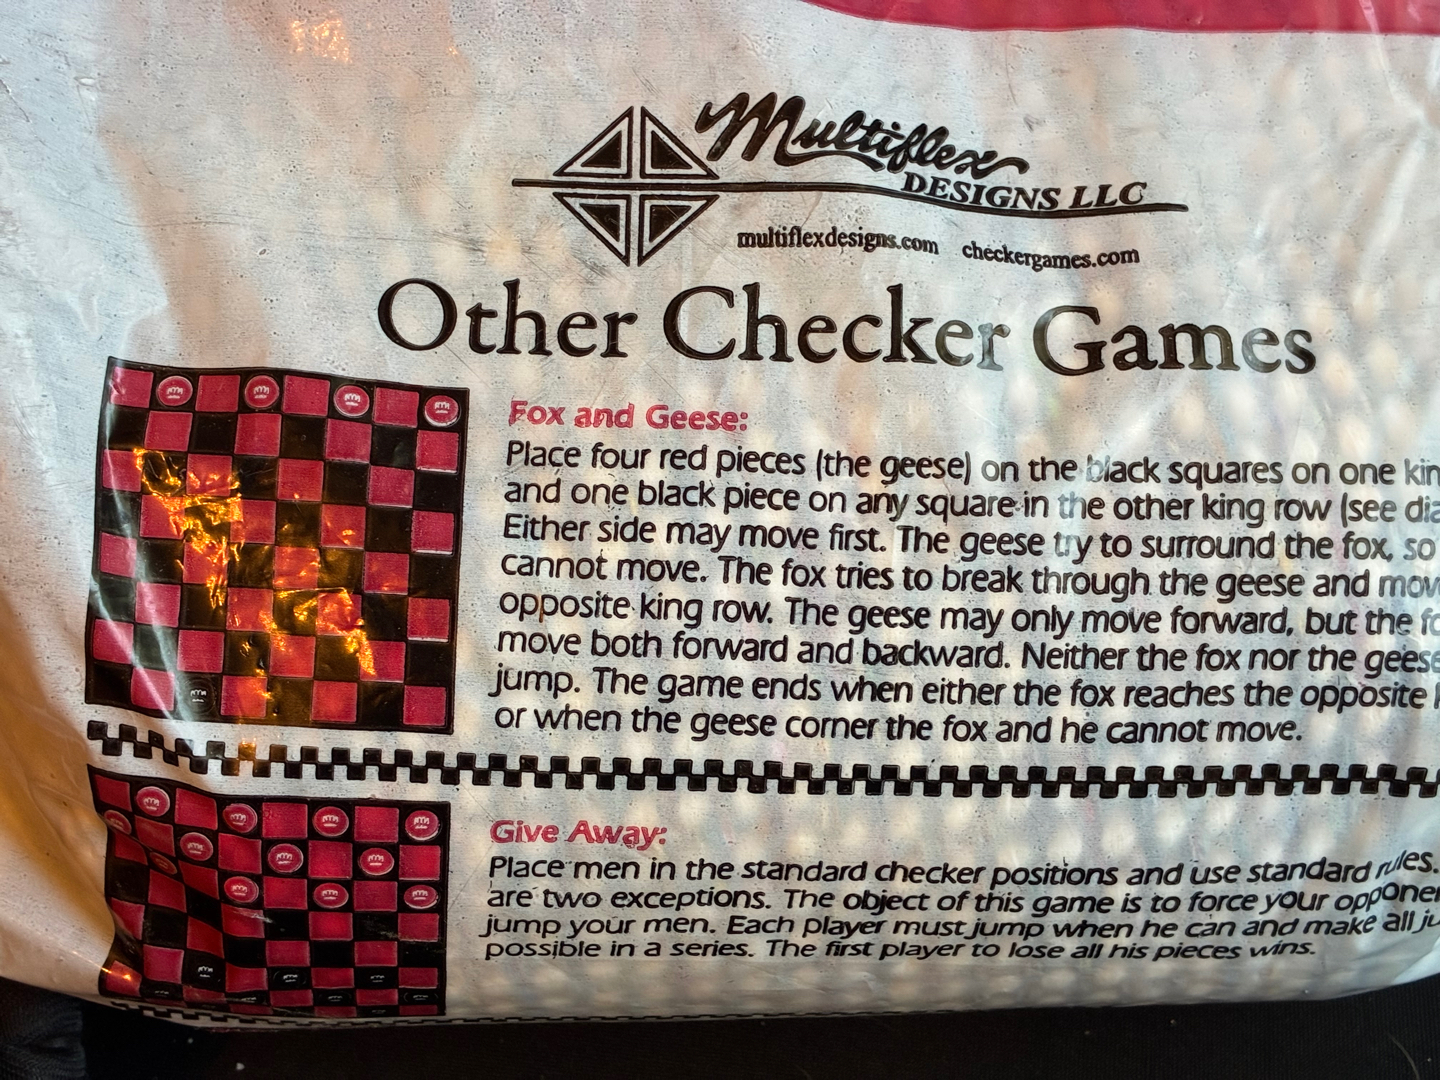 Multiflex
DESIGNS LLC
multiflexdesigns.com checkergames.com
Other Checker Games
Fox and Geese:
Place four red pieces (the geese) on the black squares on one
and one black piece on any square in the other king row (see
Either side may move first. The geese try to surround the fox, so
cannot move. The fox tries to break through the geese and
opposite king row. The geese may only move forward, but the
move both forward and backward. Neither the fox nor the geese
jump. The game ends when either the fox reaches the opposite
or when the geese corner the fox and he cannot move.
Give Away:
Place men in the standard checker positions and use standard rules.
are two exceptions. The object of this game is to force your
jump your men. Each player must jump when he can and make all
possible in a series. The first player to lose all his pieces wins.